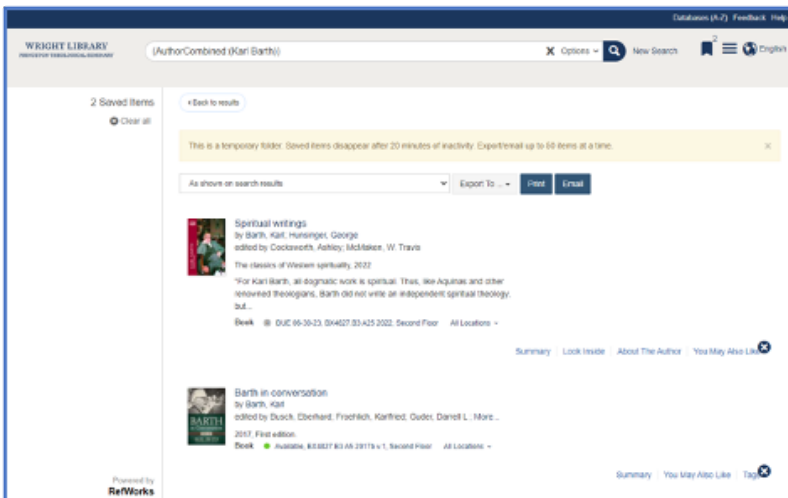 Databases (A-Z) Feedback Help
WRIGHT LIBRARY
PRINCETON THEOLOGICAL SEMINARY
(AuthorCombined:(Karl Barth)) X Options New Search 2 English
2 Saved Items
Clear all
Back to results
This is a temporary folder. Saved items disappear after 20 minutes of inactivity. Export/email up to 50 items at a time. ×
As shown on search results Export To ... Print Email
Spiritual writings
by Barth, Karl, Hunsinger, George
edited by Cocksworth, Ashley; McMaken, W. Travis
The classics of Western spirituality, 2022
"For Karl Barth, all dogmatic work is spiritual. Thus, like Aquinas and other
renowned theologians, Barth did not write an independent spiritual theology,
but...
Book DUE 06-30-23, BX4827.B3 A25 2022, Second Floor All Locations
Summary Look Inside About The Author You May Also Like
Barth in conversation
by Barth, Karl
edited by Busch, Eberhard; Froehlich, Karlfried; Guder, Darrell L.; More...
2017, First edition.
BARTH
Book Available, BX4827.B3 A5 2017b v.1, Second Floor All Locations
Summary You May Also Like Tags
Powered by
RefWorks